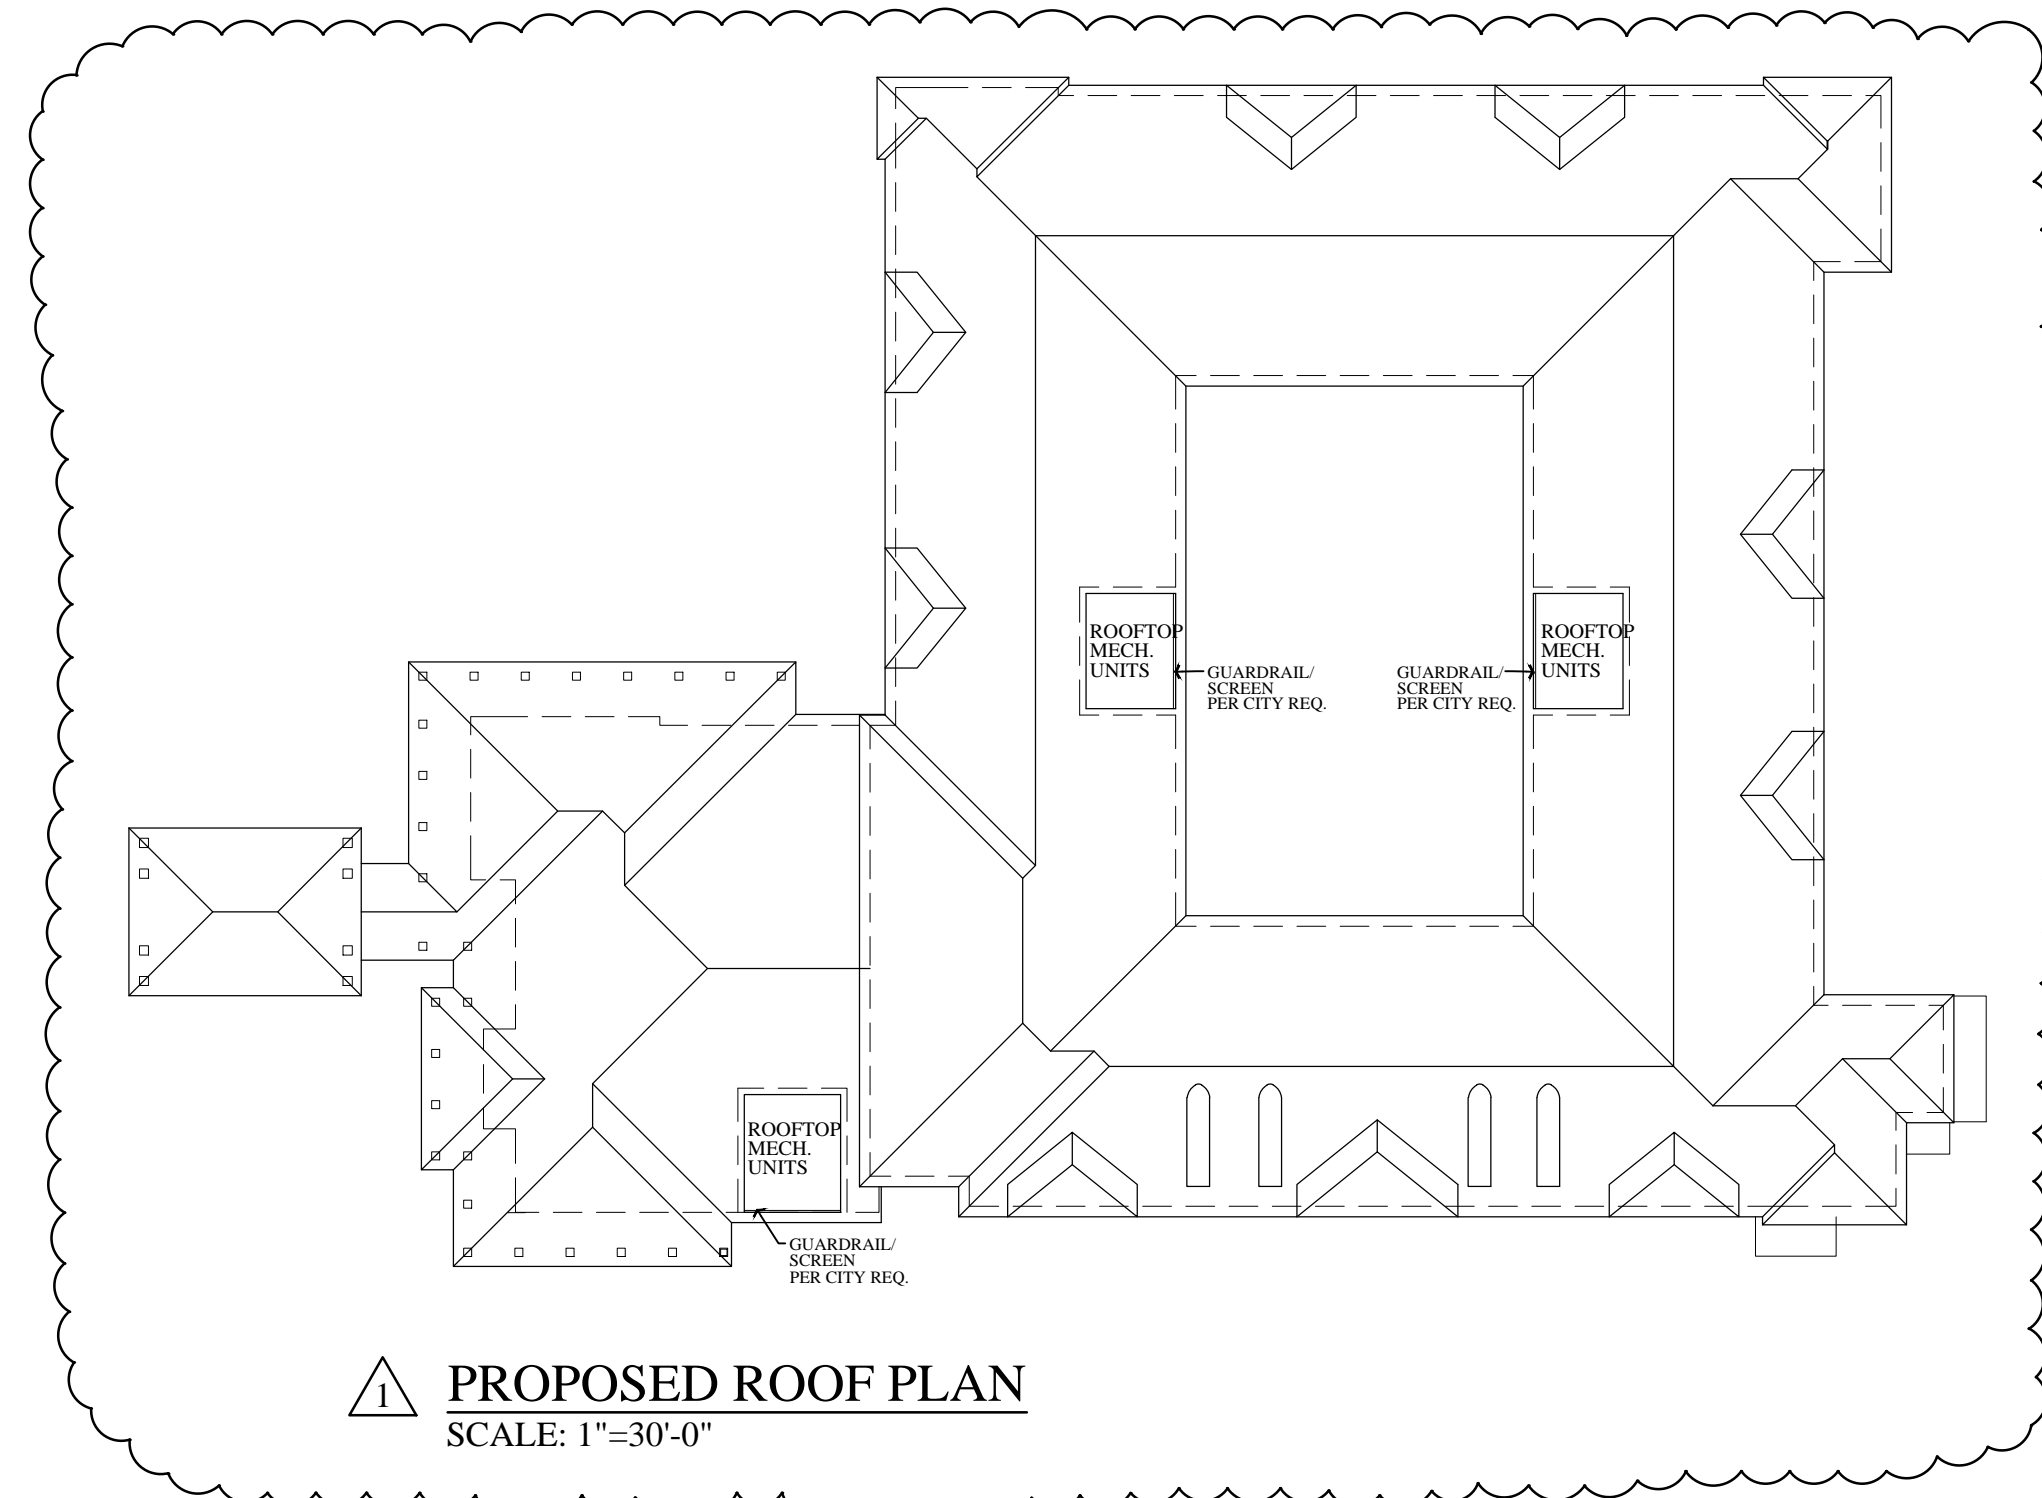 ROOFTOP
MECH.
UNITS
GUARDRAIL/
SCREEN
PER CITY REQ.
GUARDRAIL/
SCREEN
PER CITY REQ.
ROOFTOP
MECH.
UNITS
ROOFTOP
MECH.
UNITS
GUARDRAIL/
SCREEN
PER CITY REQ.
1
PROPOSED ROOF PLAN
SCALE: 1"=30'-0"